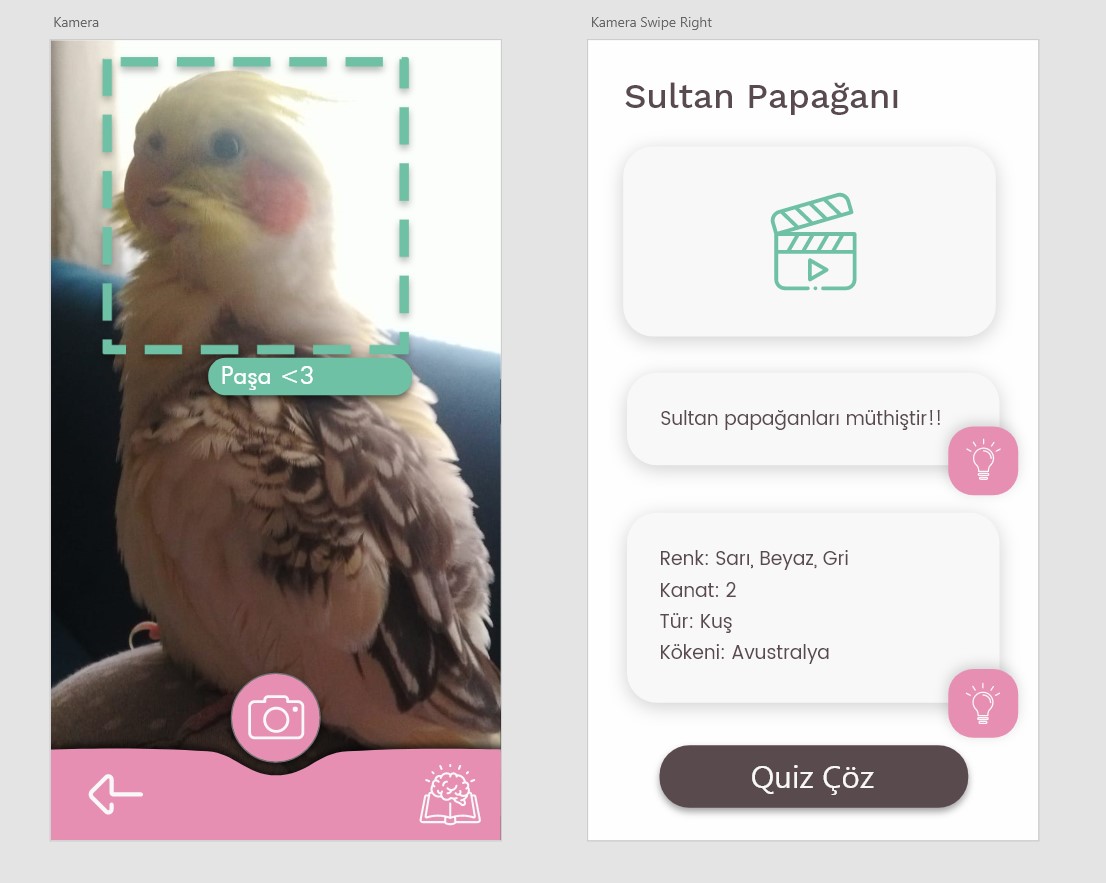 Kamera
Paşa <3
Kamera Swipe Right
Sultan Papağanı
Sultan papağanları müthiştir!!
Renk: Sarı, Beyaz, Gri
Kanat: 2
Tür: Kuş
Kökeni: Avustralya
Quiz Çöz